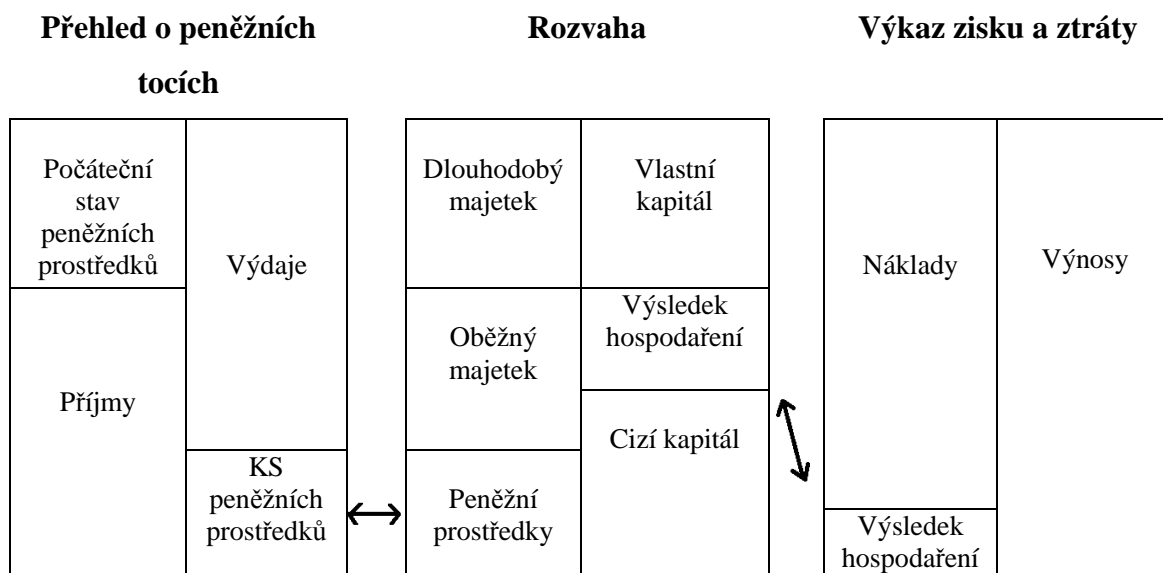 Přehled o peněžních
tocích
Rozvaha
Výkaz zisku a ztráty
Počáteční
stav
peněžních
prostředků
Příjmy
Výdaje
KS
peněžních
prostředků
Dlouhodobý
majetek
Oběžný
majetek
Peněžní
prostředky
Vlastní
kapitál
Výsledek
hospodaření
Cizí kapitál
Náklady
Výsledek
hospodaření
Výnosy